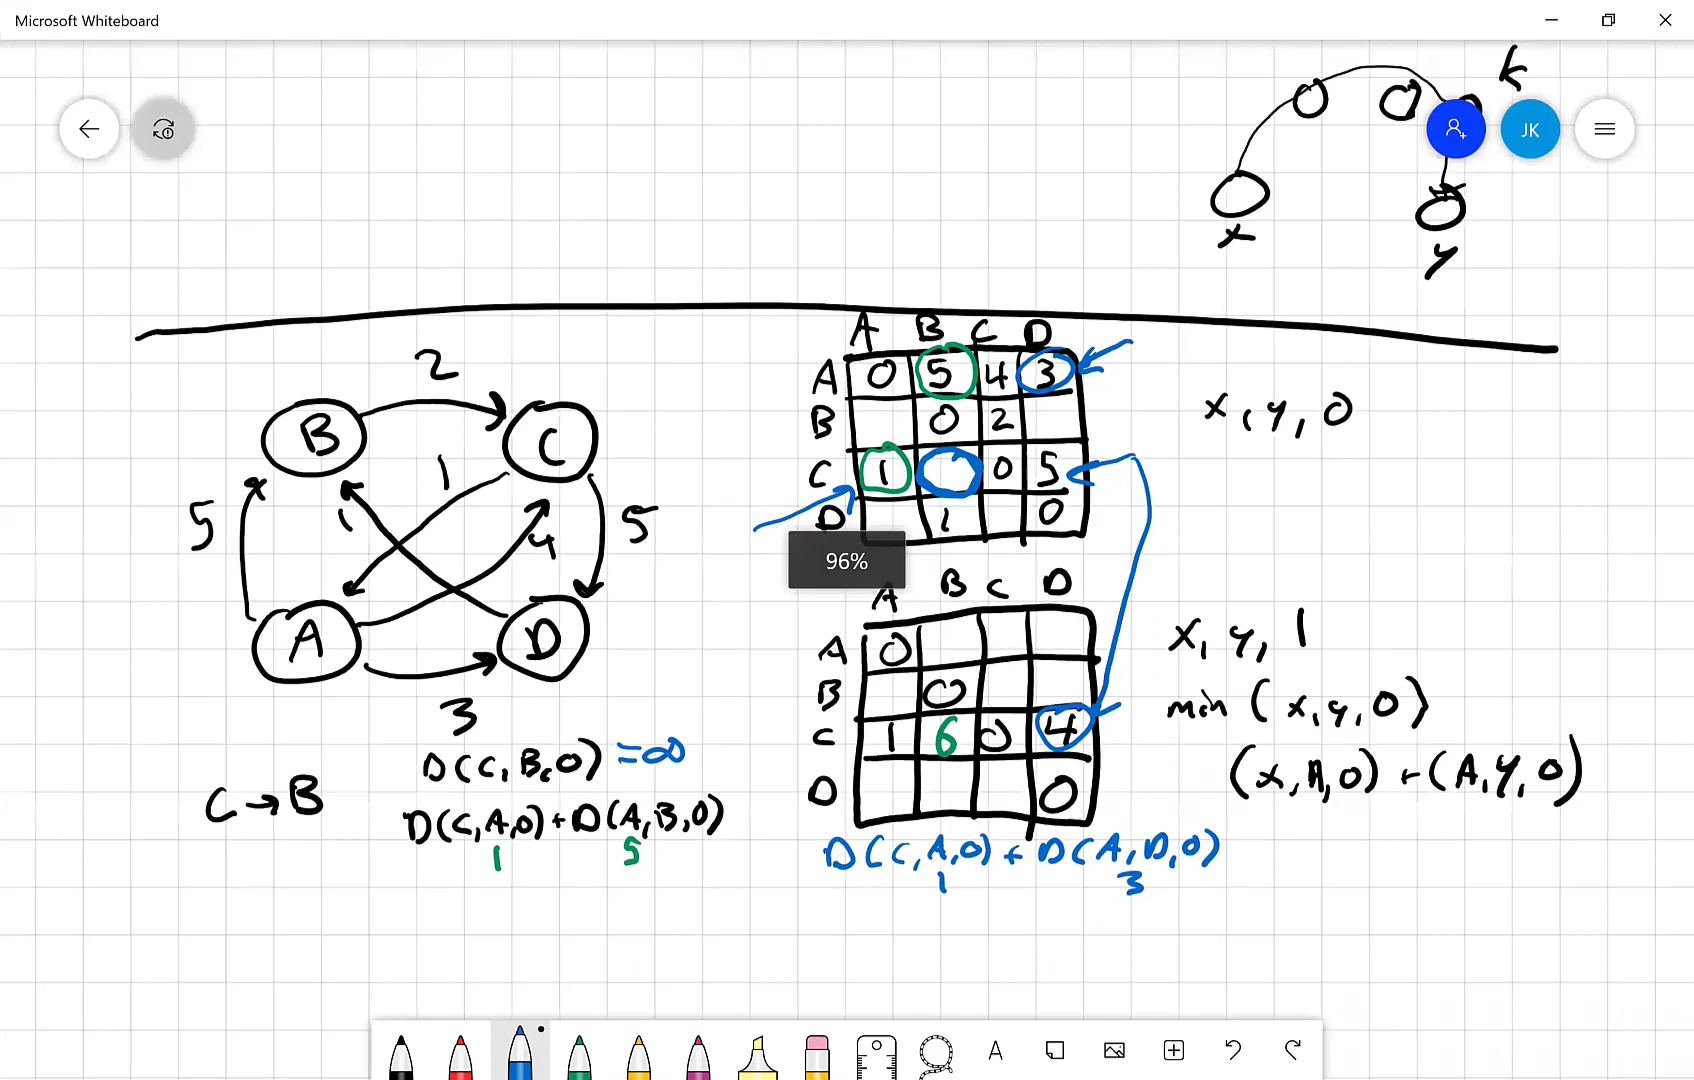 Microsoft Whiteboard
k
JK
x
y
2
A B C D
A 0 5 4 3
B 0 2
C 1 0 5
D 1 0
x, y, 0
B
C
1
5
1
4
5
96%
A
D
3
A B C D
A 0
B 0
C 1 6 0 4
D 0
x, y, 1
min (x, y, 0)
(x, A, 0) + (A, y, 0)
D(C, B, 0) = ∞
C → B
D(C, A, 0) + D(A, B, 0)
1 5
D(C, A, 0) + D(A, D, 0)
1 3
A